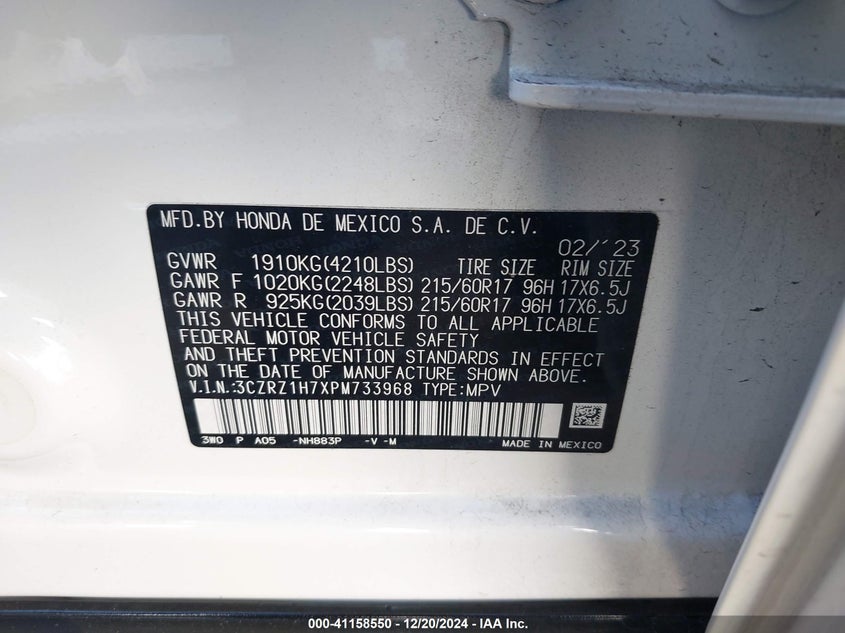 MFD.BY HONDA DE MEXICO S.A. DE C.V.
02/´23
GVWR 1910KG(4210LBS) TIRE SIZE RIM SIZE
GAWR F 1020KG(2248LBS) 215/60R17 96H 17X6.5J
GAWR R 925KG(2039LBS) 215/60R17 96H 17X6.5J
THIS VEHICLE CONFORMS TO ALL APPLICABLE
FEDERAL MOTOR VEHICLE SAFETY
AND THEFT PREVENTION STANDARDS IN EFFECT
ON THE DATE OF MANUFACTURE SHOWN ABOVE.
V.I.N.:3CZRZ1H7XPM733968 TYPE:MPV
3W0 P A05 -NH883P -V -M MADE IN MEXICO
000-41158550 - 12/20/2024 - IAA Inc.